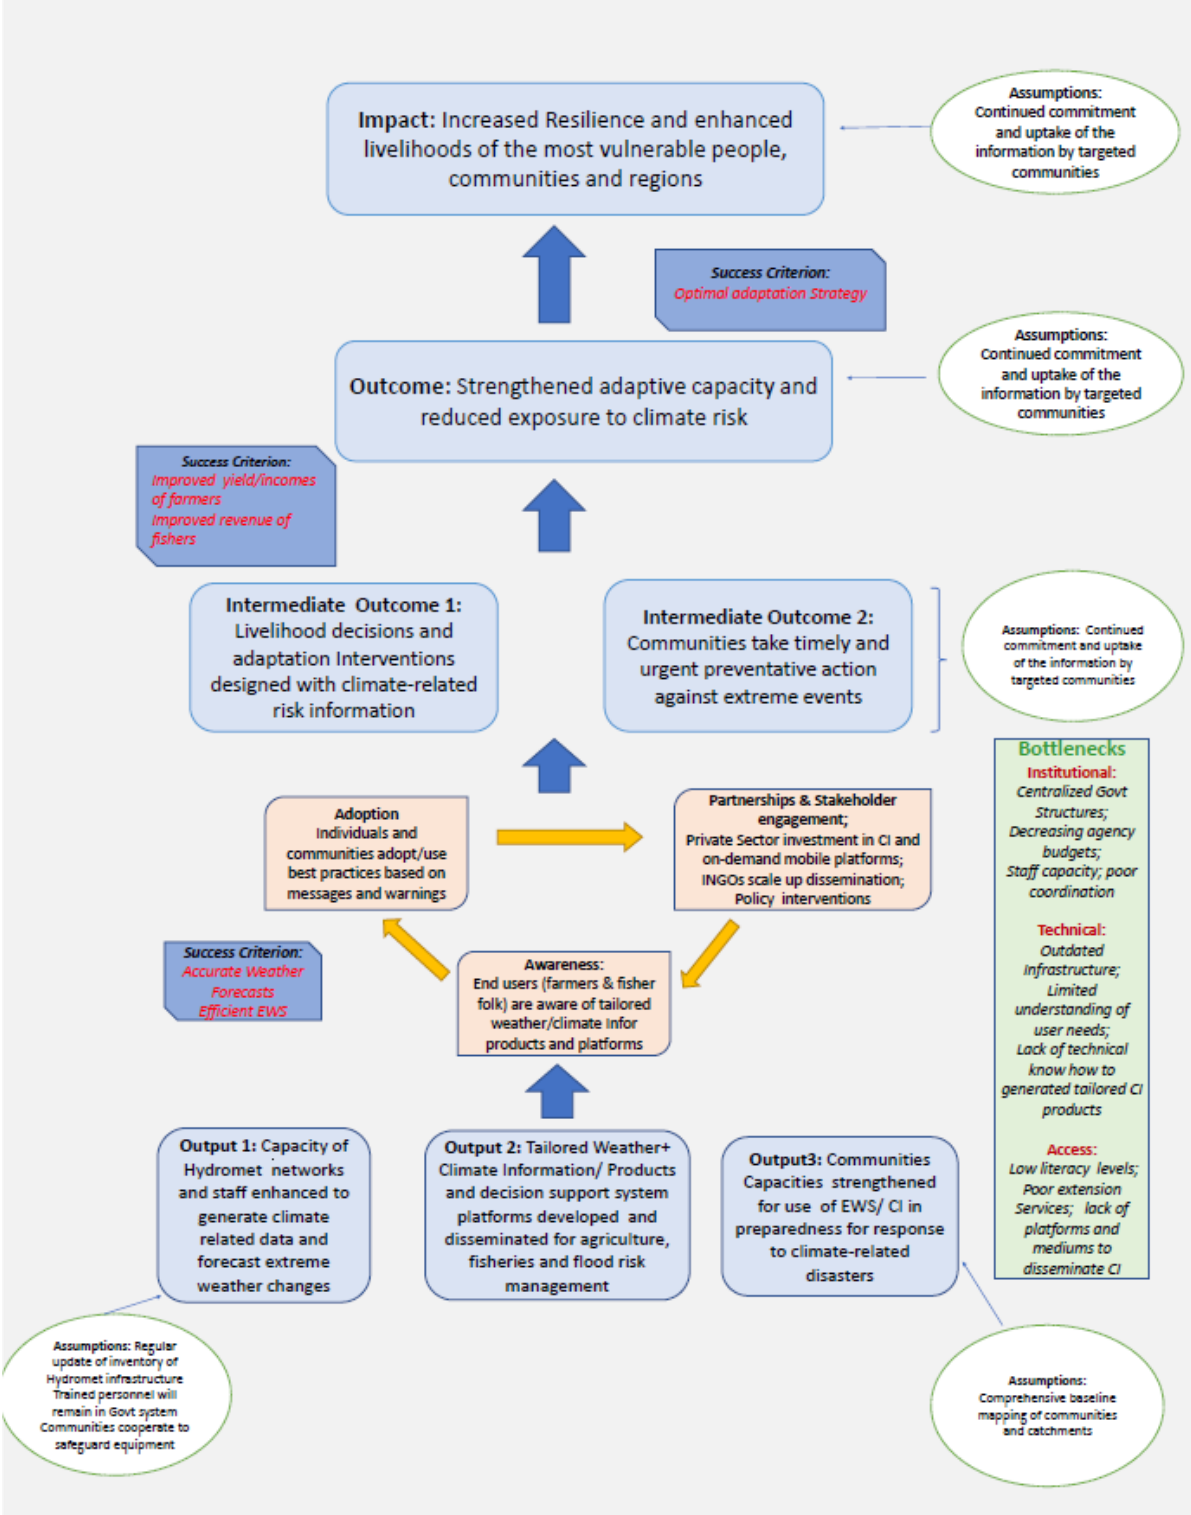 Impact: Increased Resilience and enhanced
livelihoods of the most vulnerable people,
communities and regions
Assumptions:
Continued commitment
and uptake of the
information by targeted
communities
Success Criterion:
Optimal adaptation Strategy
Outcome: Strengthened adaptive capacity and
reduced exposure to climate risk
Assumptions:
Continued commitment
and uptake of the
information by targeted
communities
Success Criterion:
Improved yield/incomes
of farmers
Improved revenue of
fishers
Intermediate Outcome 1:
Livelihood decisions and
adaptation Interventions
designed with climate-related
risk information
Intermediate Outcome 2:
Communities take timely and
urgent preventative action
against extreme events
Assumptions: Continued
commitment and uptake
of the information by
targeted communities
Adoption
Individuals and
communities adopt/use
best practices based on
messages and warnings
Partnerships & Stakeholder
engagement;
Private Sector investment in CI and
on-demand mobile platforms;
INGOs scale up dissemination;
Policy interventions
Success Criterion:
Accurate Weather
Forecasts
Efficient EWS
Awareness:
End users (farmers & fisher
folk) are aware of tailored
weather/climate Infor
products and platforms
Bottlenecks
Institutional:
Centralized Govt
Structures;
Decreasing agency
budgets;
Staff capacity; poor
coordination
Technical:
Outdated
Infrastructure;
Limited
understanding of
user needs;
Lack of technical
know how to
generated tailored CI
products
Access:
Low literacy levels;
Poor extension
Services; lack of
platforms and
mediums to
disseminate CI
Output 1: Capacity of
Hydromet networks
and staff enhanced to
generate climate
related data and
forecast extreme
weather changes
Output 2: Tailored Weather+
Climate Information/ Products
and decision support system
platforms developed and
disseminated for agriculture,
fisheries and flood risk
management
Output3: Communities
Capacities strengthened
for use of EWS/ CI in
preparedness for response
to climate-related
disasters
Assumptions: Regular
update of inventory of
Hydromet infrastructure
Trained personnel will
remain in Govt system
Communities cooperate to
safeguard equipment
Assumptions:
Comprehensive baseline
mapping of communities
and catchments